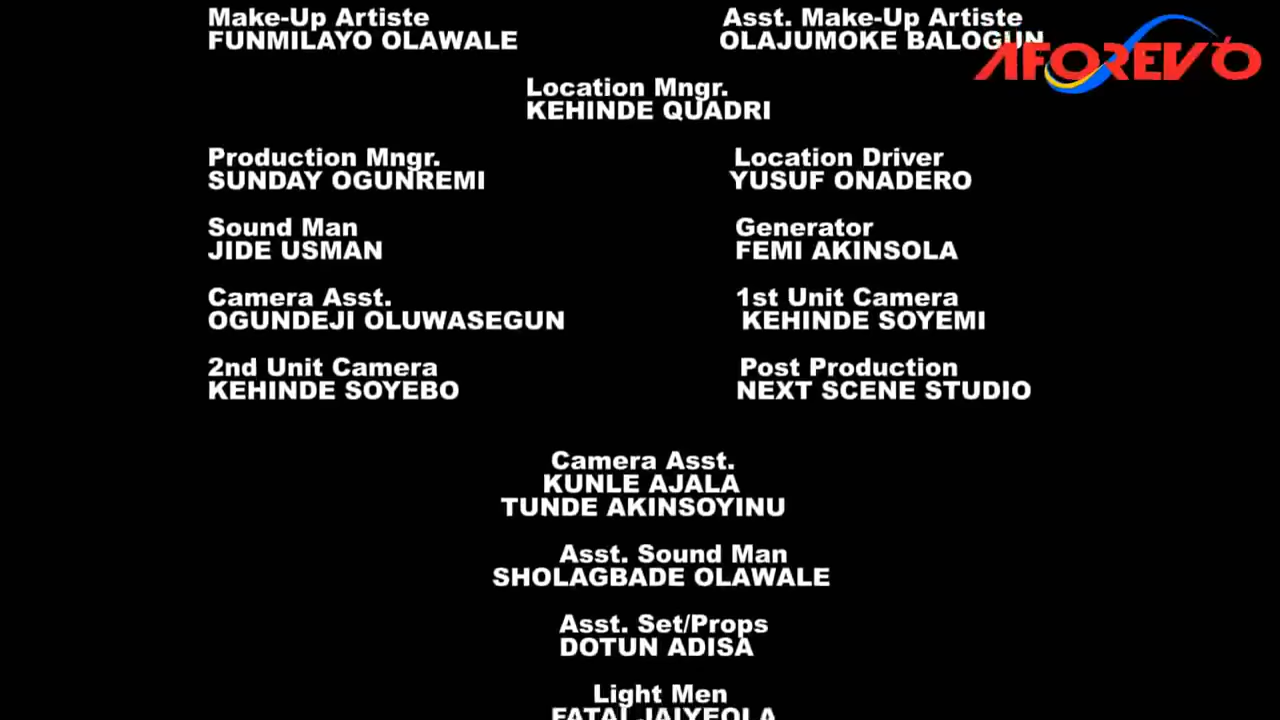 Make-Up Artiste
FUNMILAYO OLAWALE
Asst. Make-Up Artiste
OLAJUMOKE BALOGUN
AFOREVO
Location Mngr.
KEHINDE QUADRI
Production Mngr.
SUNDAY OGUNREMI
Location Driver
YUSUF ONADERO
Sound Man
JIDE USMAN
Generator
FEMI AKINSOLA
Camera Asst.
OGUNDEJI OLUWASEGUN
1st Unit Camera
KEHINDE SOYEMI
2nd Unit Camera
KEHINDE SOYEBO
Post Production
NEXT SCENE STUDIO
Camera Asst.
KUNLE AJALA
TUNDE AKINSOYINU
Asst. Sound Man
SHOLAGBADE OLAWALE
Asst. Set/Props
DOTUN ADISA
Light Men
FATAI JAIYEOLA